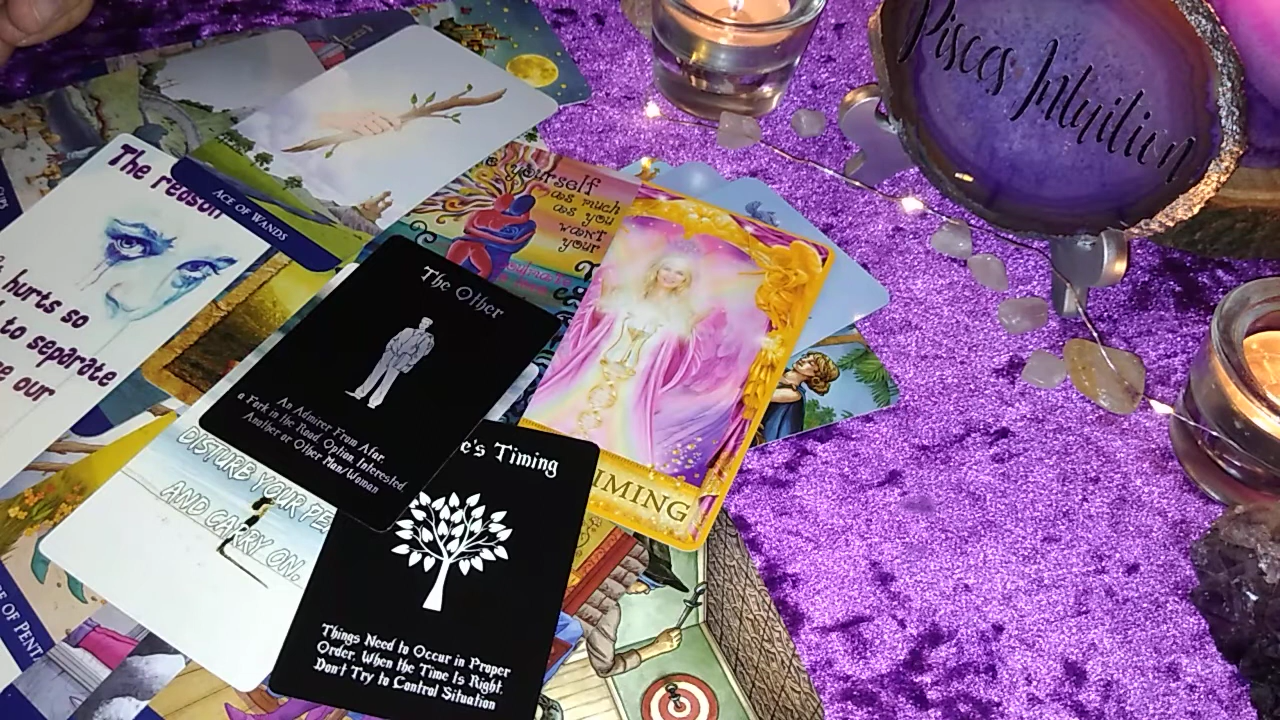 Pisces Intuition
The reason
hurts so
to separate
our
ACE OF WANDS
yourself
as much
as you
want
your
The Other
An Admirer From Afar,
a Fork in the Road, Option, Interested,
Another or Other Man/Woman
DISTURB YOUR
AND CARRY ON.
's Timing
Things Need to Occur in Proper
Order, When the Time Is Right.
Don't Try to Control Situation
TIMING
OF
CUPS